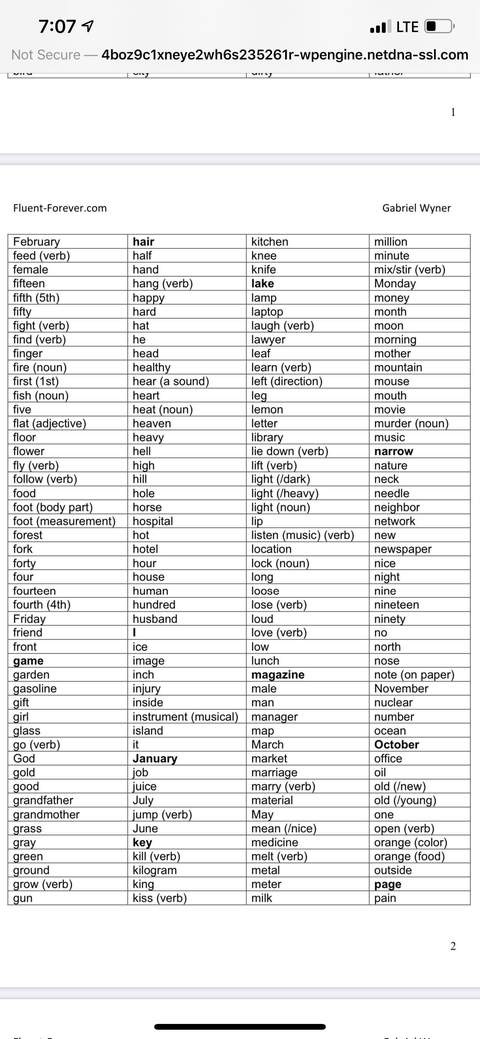 7:07 LTE
Not Secure — 4boz9c1xneye2wh6s235261r-wpengine.netdna-ssl.com
1
Fluent-Forever.com Gabriel Wyner
February hair kitchen million
feed (verb) half knee minute
female hand knife mix/stir (verb)
fifteen hang (verb) lake Monday
fifth (5th) happy lamp money
fifty hard laptop month
fight (verb) hat laugh (verb) moon
find (verb) he lawyer morning
finger head leaf mother
fire (noun) healthy learn (verb) mountain
first (1st) hear (a sound) left (direction) mouse
fish (noun) heart leg mouth
five heat (noun) lemon movie
flat (adjective) heaven letter murder (noun)
floor heavy library music
flower hell lie down (verb) narrow
fly (verb) high lift (verb) nature
follow (verb) hill light (/dark) neck
food hole light (/heavy) needle
foot (body part) horse light (noun) neighbor
foot (measurement) hospital lip network
forest hot listen (music) (verb) new
fork hotel location newspaper
forty hour lock (noun) nice
four house long night
fourteen human loose nine
fourth (4th) hundred lose (verb) nineteen
Friday husband loud ninety
friend I love (verb) no
front ice low north
game image lunch nose
garden inch magazine note (on paper)
gasoline injury male November
gift inside man nuclear
girl instrument (musical) manager number
glass island map ocean
go (verb) it March October
God January market office
gold job marriage oil
good juice marry (verb) old (/new)
grandfather July material old (/young)
grandmother jump (verb) May one
grass June mean (/nice) open (verb)
gray key medicine orange (color)
green kill (verb) melt (verb) orange (food)
ground kilogram metal outside
grow (verb) king meter page
gun kiss (verb) milk pain
2